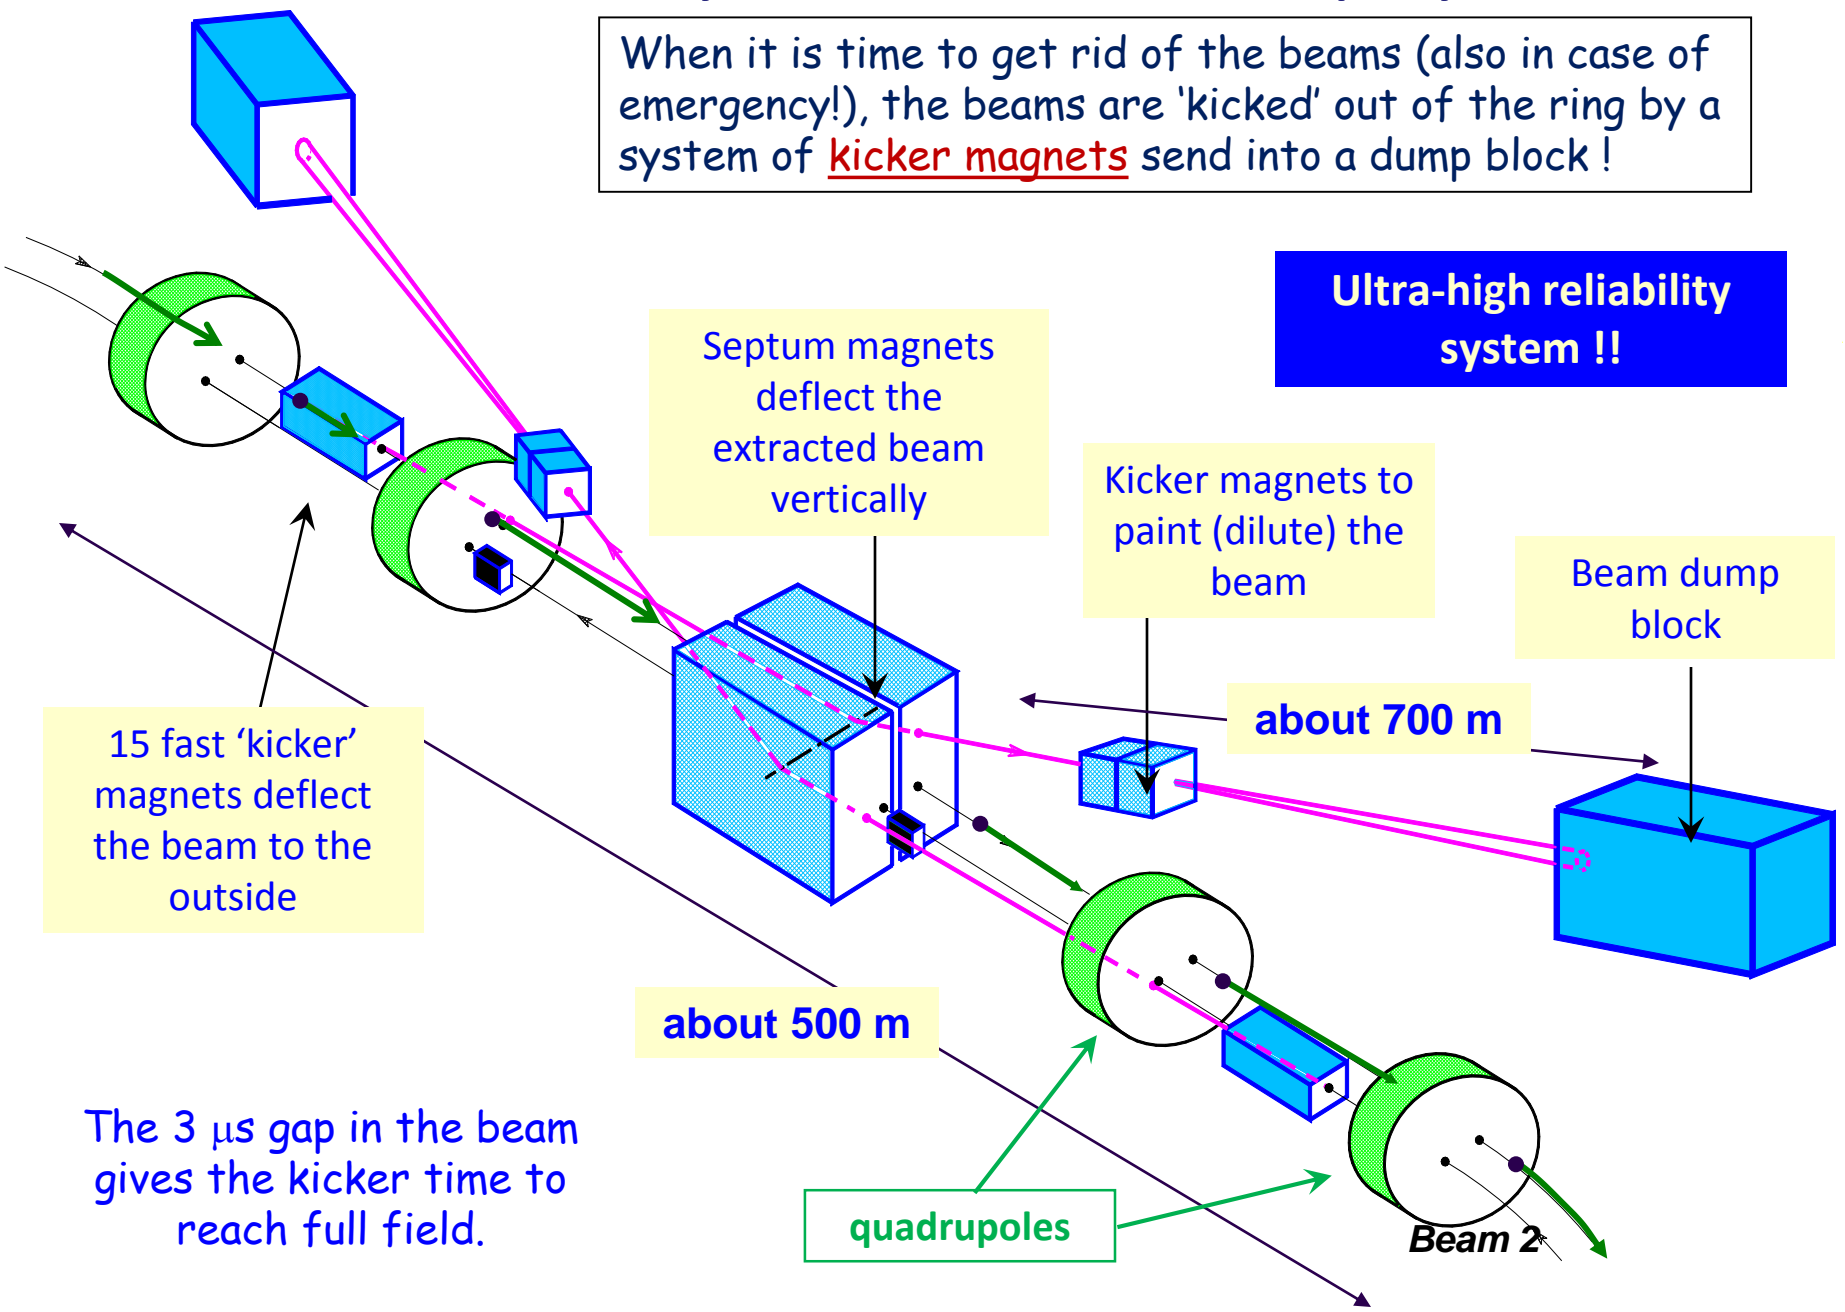 When it is time to get rid of the beams (also in case of
emergency!), the beams are ‘kicked’ out of the ring by a
system of kicker magnets send into a dump block !
Ultra-high reliability
system !!
Septum magnets
deflect the
extracted beam
vertically
Kicker magnets to
paint (dilute) the
beam
Beam dump
block
about 700 m
15 fast ‘kicker’
magnets deflect
the beam to the
outside
about 500 m
The 3 μs gap in the beam
gives the kicker time to
reach full field.
quadrupoles
Beam 2